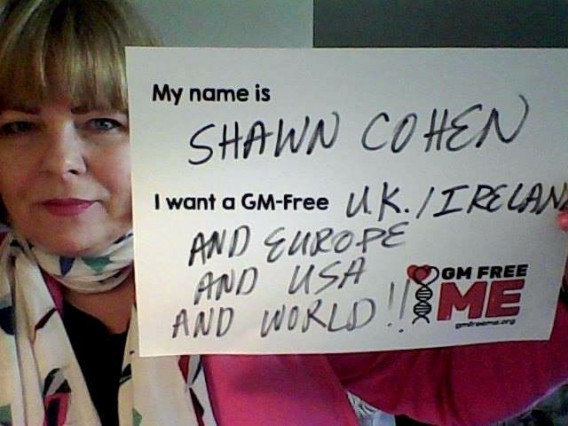 My name is
SHAWN COHEN
I want a GM-Free U.K./IRELAND
AND EUROPE
AND USA
AND WORLD!!
GM FREE
ME
gmfreeme.org